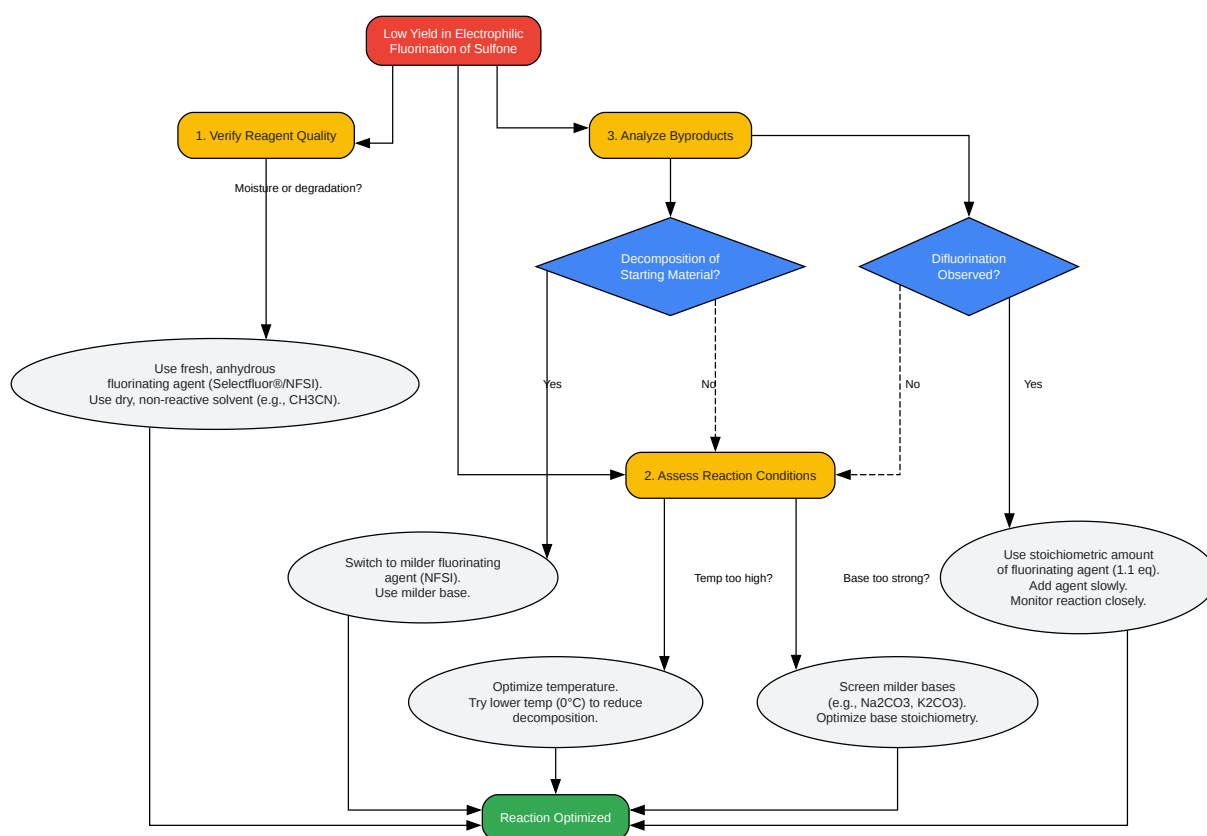 Low Yield in Electrophilic
Fluorination of Sulfone
1. Verify Reagent Quality
3. Analyze Byproducts
Moisture or degradation?
Decomposition of
Starting Material?
Difluorination
Observed?
Use fresh, anhydrous
fluorinating agent (Selectfluor®/NFSI).
Use dry, non-reactive solvent (e.g., CH3CN).
Yes
No
No
Yes
2. Assess Reaction Conditions
Switch to milder fluorinating
agent (NFSI).
Use milder base.
Temp too high?
Base too strong?
Use stoichiometric amount
of fluorinating agent (1.1 eq).
Add agent slowly.
Monitor reaction closely.
Optimize temperature.
Try lower temp (0°C) to reduce
decomposition.
Screen milder bases
(e.g., Na2CO3, K2CO3).
Optimize base stoichiometry.
Reaction Optimized